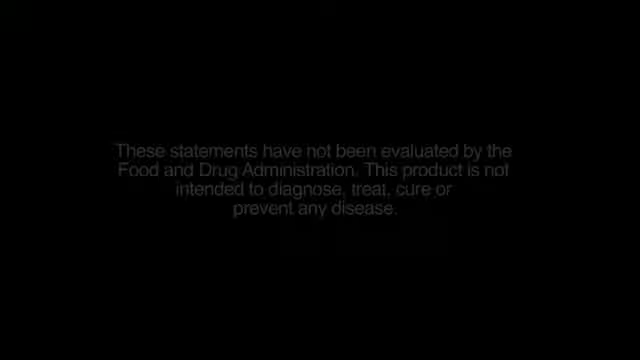 These statements have not been evaluated by the
Food and Drug Administration. This product is not
intended to diagnose, treat, cure or
prevent any disease.